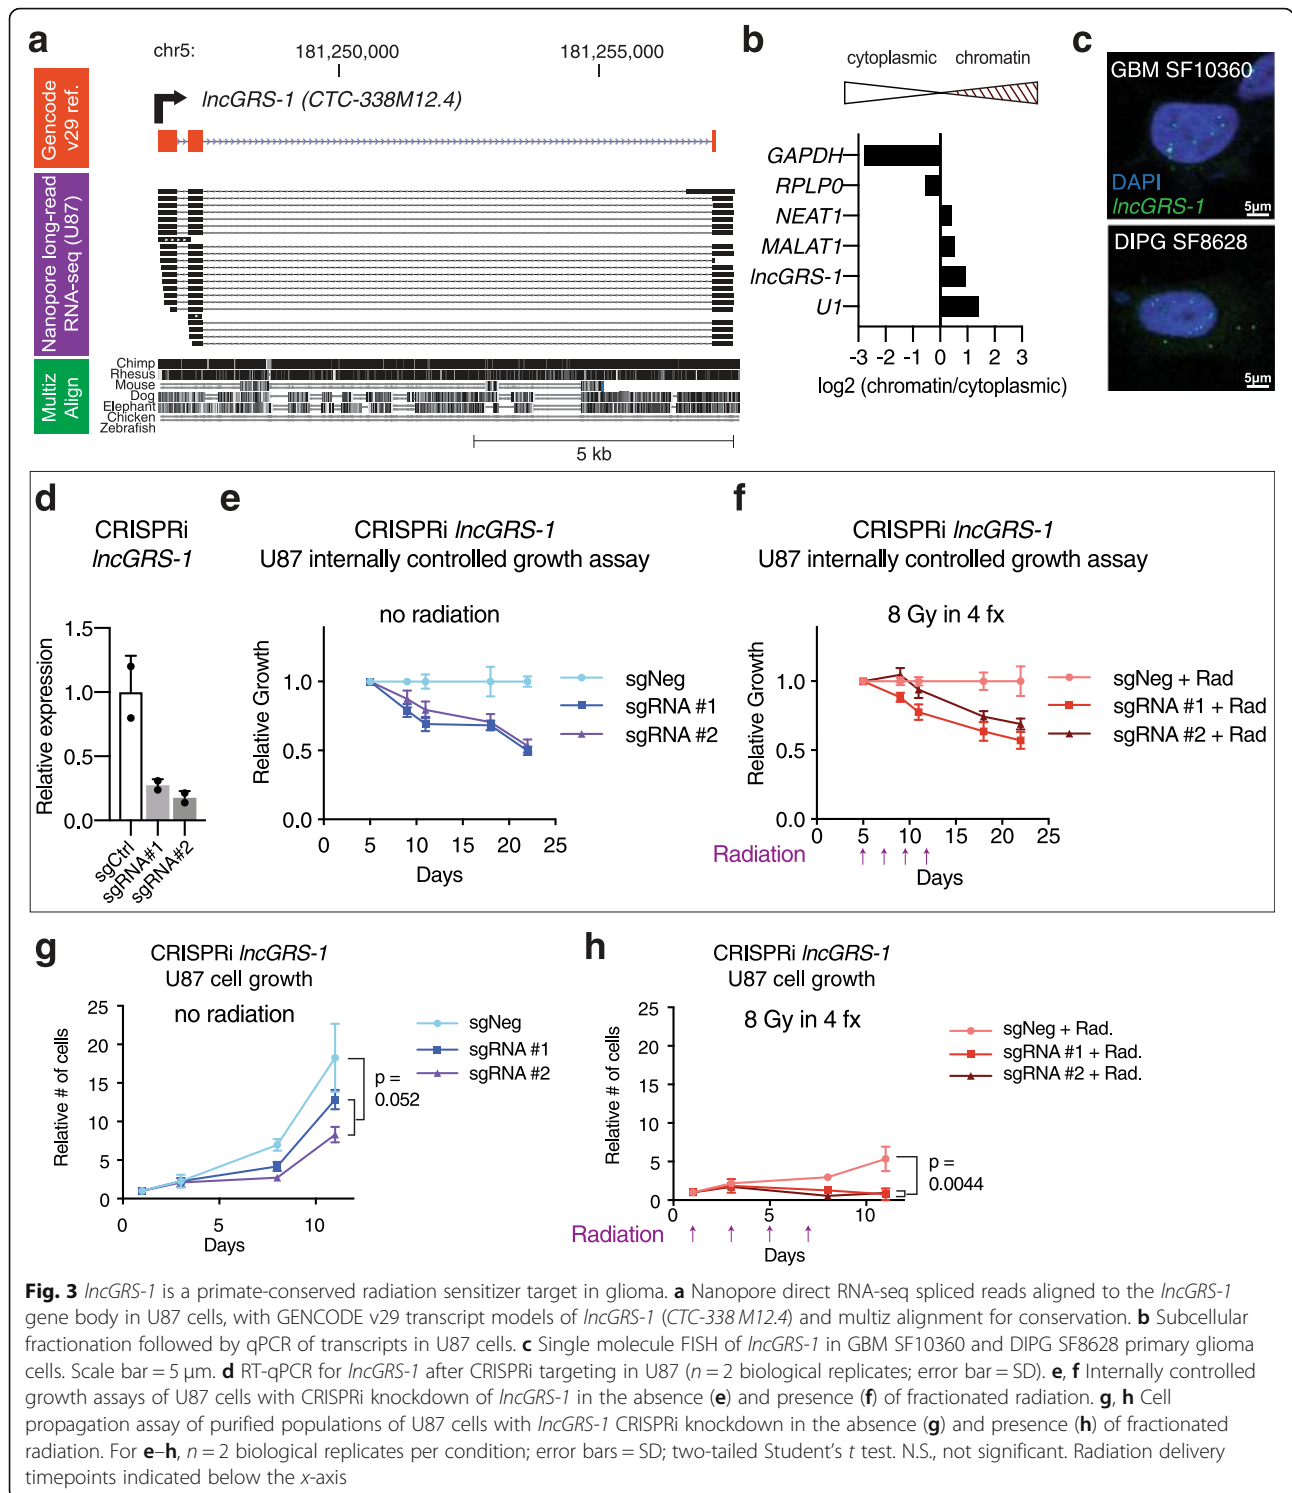 a
chr5:
181,250,000
181,255,000
lncGRS-1 (CTC-338M12.4)
Gencode
v29 ref.
Nanopore long-read
RNA-seq (U87)
Multiz
Align
Chimp
Rhesus
Mouse
Dog
Elephant
Chicken
Zebrafish
5 kb
b
cytoplasmic
chromatin
GAPDH
RPLP0
NEAT1
MALAT1
lncGRS-1
U1
-3 -2 -1 0 1 2 3
log2 (chromatin/cytoplasmic)
c
GBM SF10360
DAPI
lncGRS-1
5µm
DIPG SF8628
5µm
d
CRISPRi
lncGRS-1
Relative expression
1.5
1.0
0.5
0.0
sgCtrl
sgRNA#1
sgRNA#2
e
CRISPRi lncGRS-1
U87 internally controlled growth assay
no radiation
Relative Growth
1.0
0.5
0.0
0 5 10 15 20 25
Days
sgNeg
sgRNA #1
sgRNA #2
f
CRISPRi lncGRS-1
U87 internally controlled growth assay
8 Gy in 4 fx
Relative Growth
1.0
0.5
0.0
0 5 10 15 20 25
Radiation
Days
sgNeg + Rad
sgRNA #1 + Rad
sgRNA #2 + Rad
g
CRISPRi lncGRS-1
U87 cell growth
no radiation
Relative # of cells
25
20
15
10
5
0
0 5 10
Days
sgNeg
sgRNA #1
sgRNA #2
p =
0.052
h
CRISPRi lncGRS-1
U87 cell growth
8 Gy in 4 fx
Relative # of cells
25
20
15
10
5
0
0 5 10
Radiation
Days
sgNeg + Rad.
sgRNA #1 + Rad.
sgRNA #2 + Rad.
p =
0.0044
Fig. 3 lncGRS-1 is a primate-conserved radiation sensitizer target in glioma. a Nanopore direct RNA-seq spliced reads aligned to the lncGRS-1
gene body in U87 cells, with GENCODE v29 transcript models of lncGRS-1 (CTC-338 M12.4) and multiz alignment for conservation. b Subcellular
fractionation followed by qPCR of transcripts in U87 cells. c Single molecule FISH of lncGRS-1 in GBM SF10360 and DIPG SF8628 primary glioma
cells. Scale bar = 5 µm. d RT-qPCR for lncGRS-1 after CRISPRi targeting in U87 (n = 2 biological replicates; error bar = SD). e, f Internally controlled
growth assays of U87 cells with CRISPRi knockdown of lncGRS-1 in the absence (e) and presence (f) of fractionated radiation. g, h Cell
propagation assay of purified populations of U87 cells with lncGRS-1 CRISPRi knockdown in the absence (g) and presence (h) of fractionated
radiation. For e–h, n = 2 biological replicates per condition; error bars = SD; two-tailed Student's t test. N.S., not significant. Radiation delivery
timepoints indicated below the x-axis